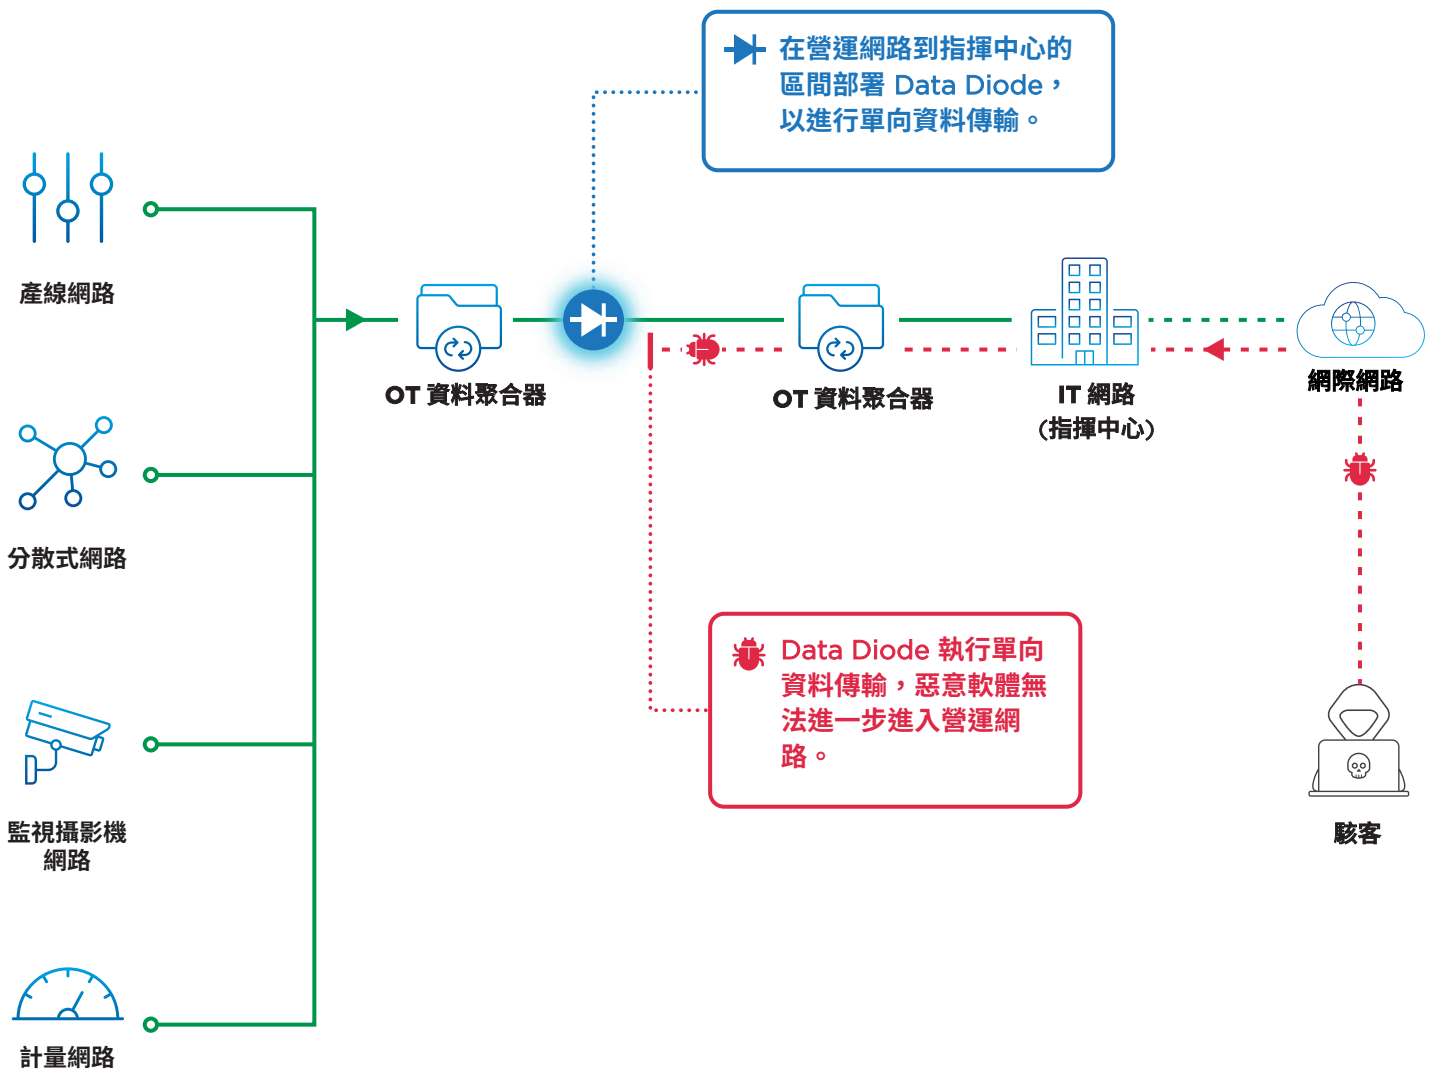 在營運網路到指揮中心的
區間部署 Data Diode，
以進行單向資料傳輸。
產線網路
OT 資料聚合器
OT 資料聚合器
IT 網路
（指揮中心）
網際網路
分散式網路
Data Diode 執行單向
資料傳輸，惡意軟體無
法進一步進入營運網
路。
監視攝影機
網路
駭客
計量網路